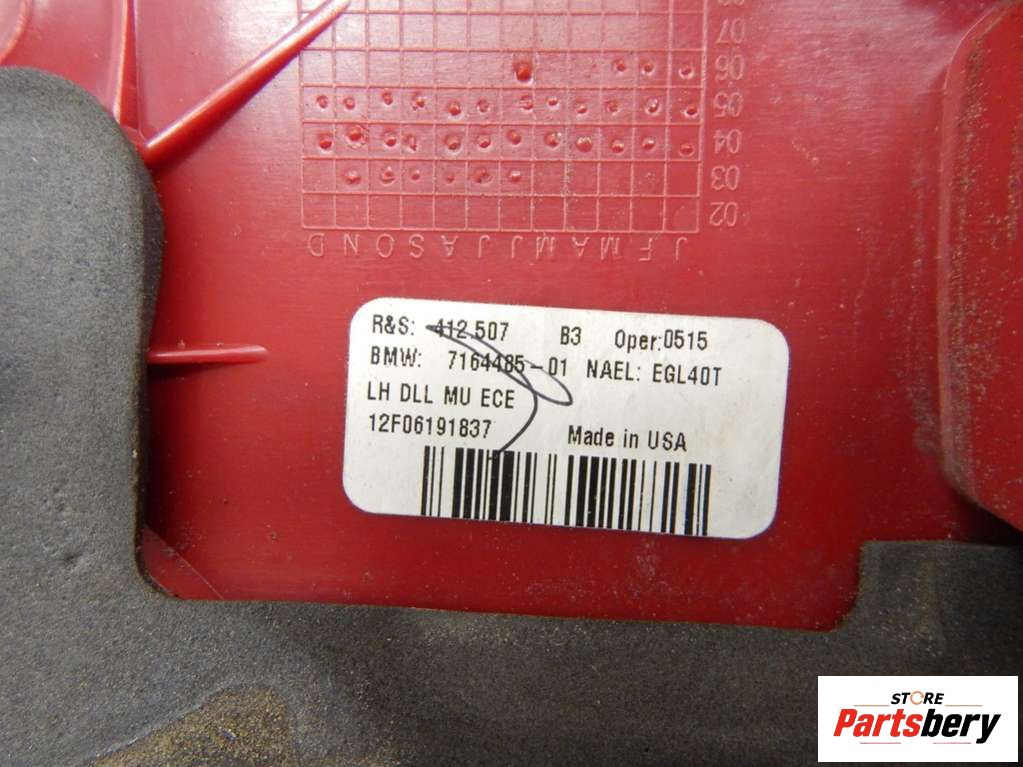 07
06
05
04
03
02
J F M A M J J A S O N D
R&S: 412.507 B3 Oper:0515
BMW: 7164485-01 NAEL: EGL40T
LH DLL MU ECE
12F06191837 Made in USA
STORE
Partsbery